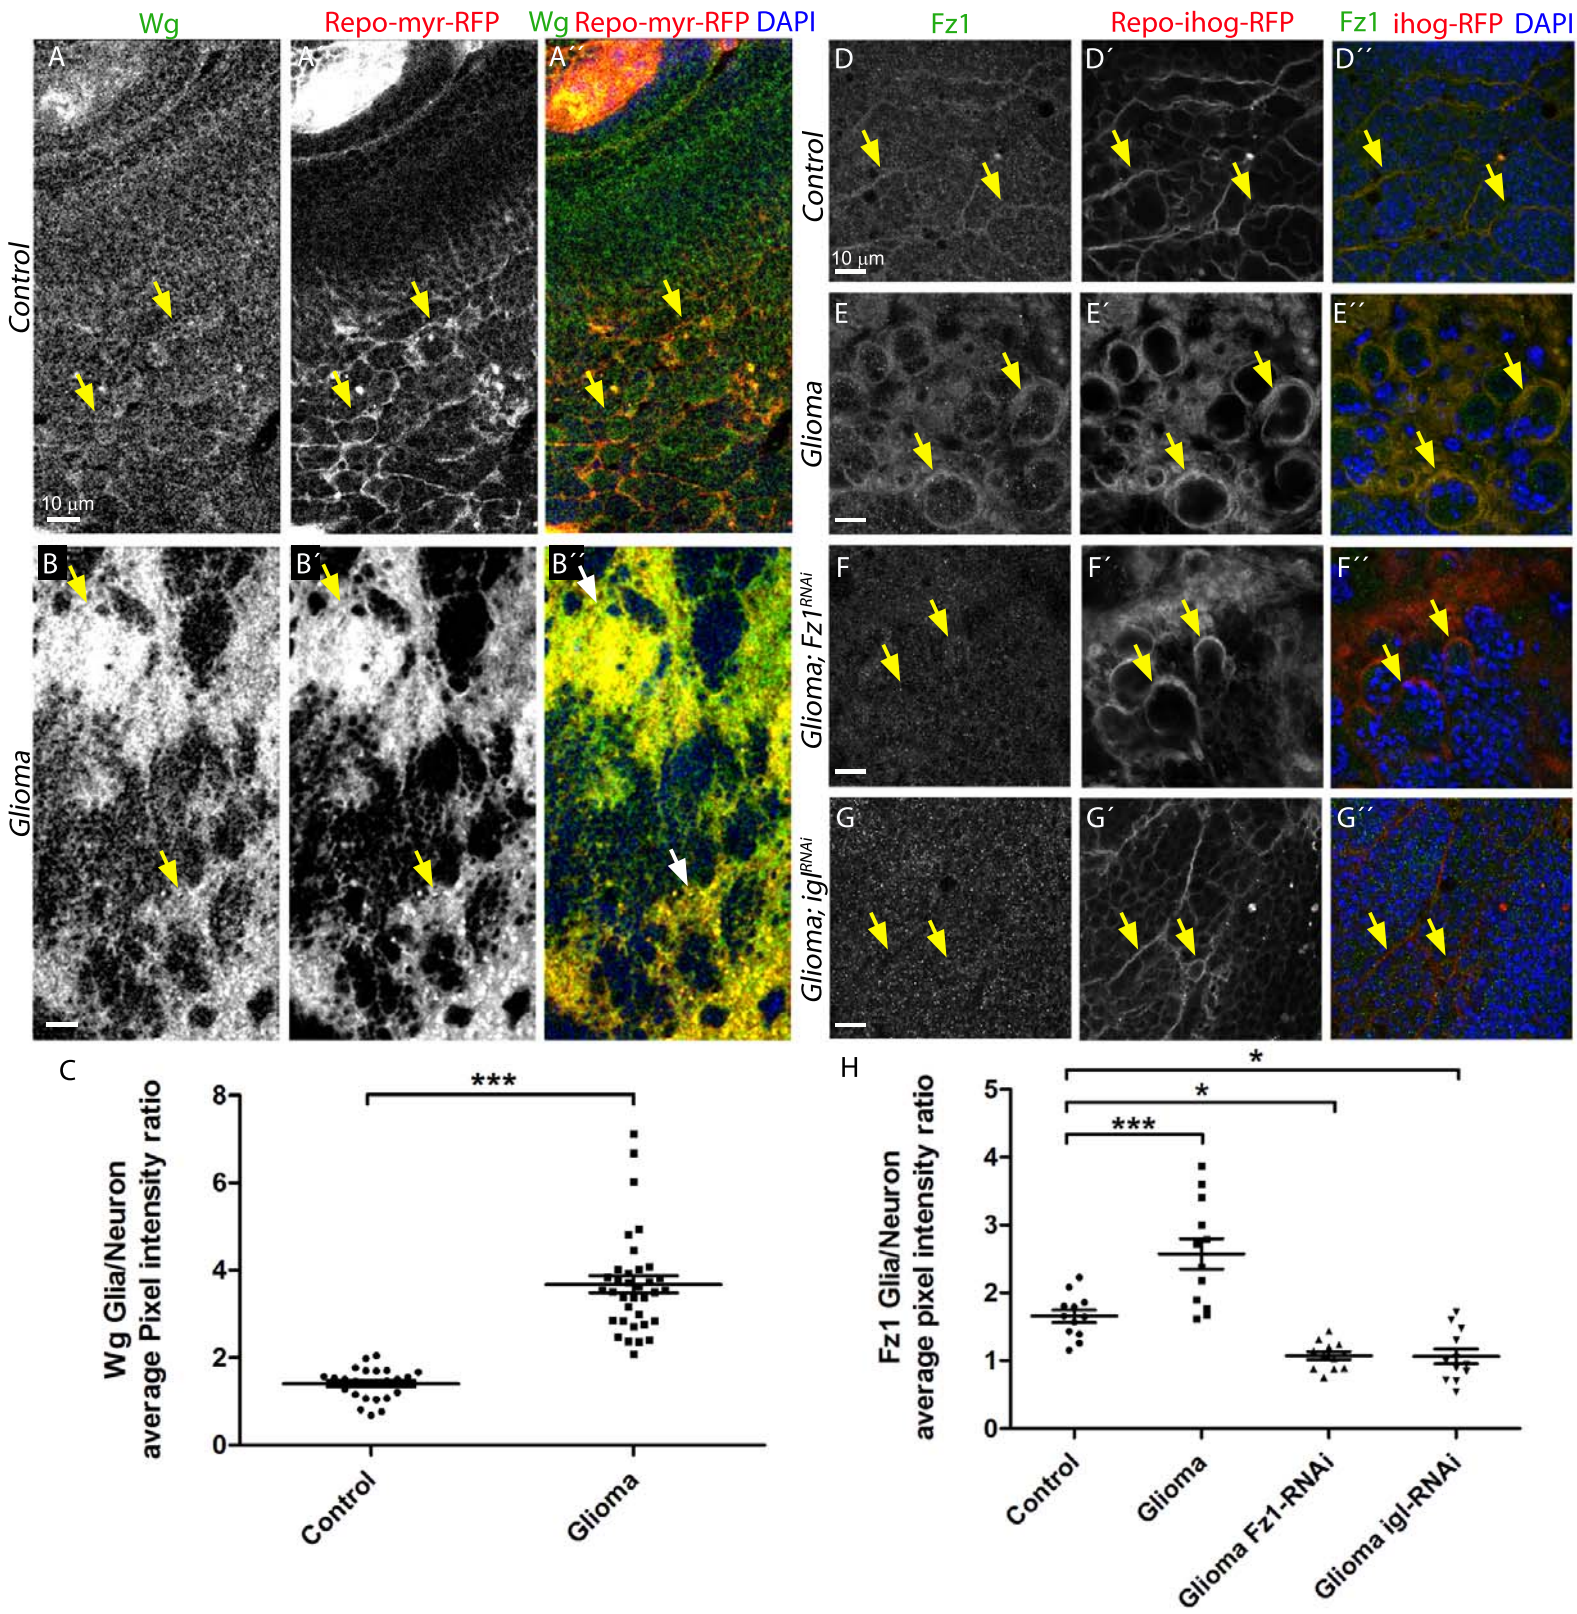 Wg
Repo-myr-RFP
Wg Repo-myr-RFP DAPI
Fz1
Repo-ihog-RFP
Fz1 ihog-RFP DAPI
Control
A
A´
A´´
10 µm
Glioma
B
B´
B´´
Control
D
D´
D´´
10 µm
Glioma
E
E´
E´´
Glioma; Fz1RNAi
F
F´
F´´
Glioma; iglRNAi
G
G´
G´´
C
Wg Glia/Neuron
average Pixel intensity ratio
***
8
6
4
2
0
Control
Glioma
H
Fz1 Glia/Neuron
average pixel intensity ratio
*
*
***
5
4
3
2
1
0
Control
Glioma
Glioma Fz1-RNAi
Glioma igl-RNAi